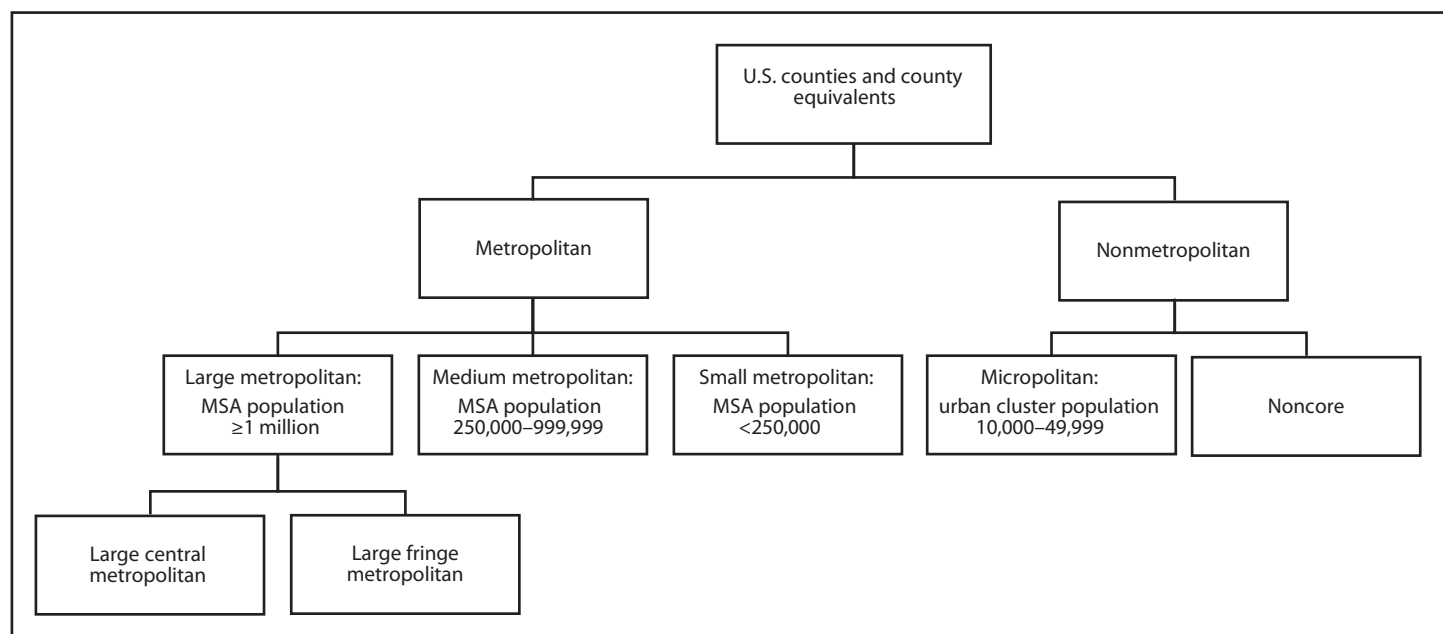 U.S. counties and county
equivalents
Metropolitan
Nonmetropolitan
Large metropolitan:
MSA population
≥1 million
Medium metropolitan:
MSA population
250,000–999,999
Small metropolitan:
MSA population
<250,000
Micropolitan:
urban cluster population
10,000–49,999
Noncore
Large central
metropolitan
Large fringe
metropolitan